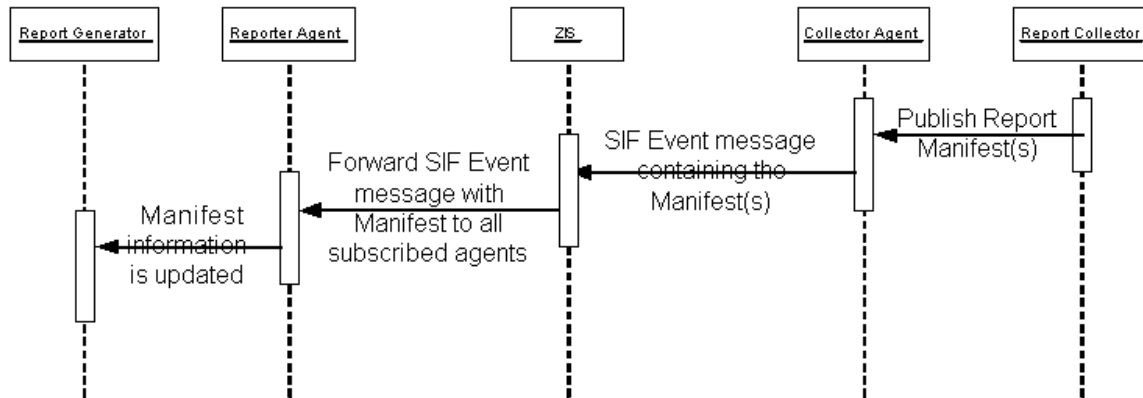 Report Generator
Reporter Agent
ZIS
Collector Agent
Report Collector
Publish Report
Manifest(s)
SIF Event message
containing the
Manifest(s)
Forward SIF Event
message with
Manifest to all
subscribed agents
Manifest
information
is updated